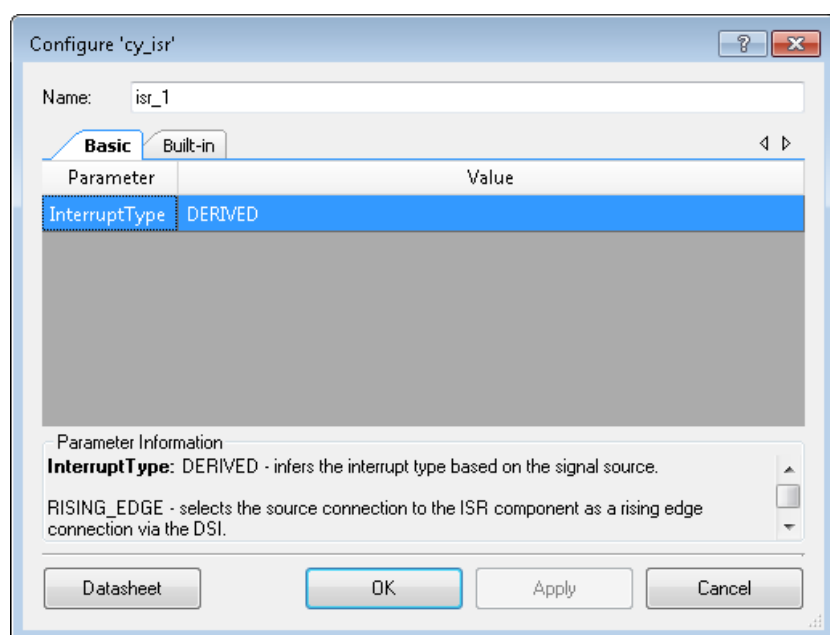 Configure 'cy_isr'
Name: isr_1
Basic Built-in
Parameter Value
InterruptType DERIVED
Parameter Information
InterruptType: DERIVED - infers the interrupt type based on the signal source.
RISING_EDGE - selects the source connection to the ISR component as a rising edge
connection via the DSI.
Datasheet OK Apply Cancel